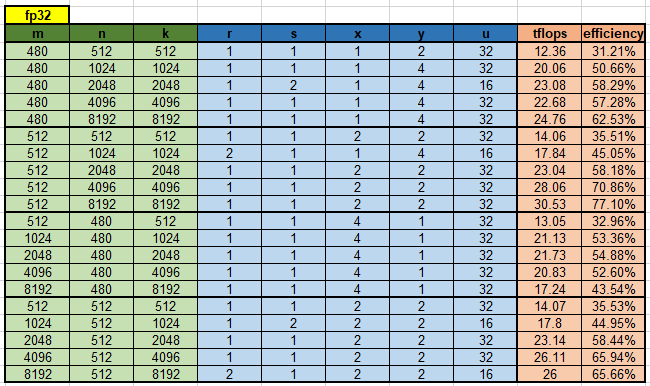 fp32
m n k r s x y u tflops efficiency
480 512 512 1 1 1 2 32 12.36 31.21%
480 1024 1024 1 1 1 4 32 20.06 50.66%
480 2048 2048 1 2 1 4 16 23.08 58.29%
480 4096 4096 1 1 1 4 32 22.68 57.28%
480 8192 8192 1 1 1 4 32 24.76 62.53%
512 512 512 1 1 2 2 32 14.06 35.51%
512 1024 1024 2 1 1 4 16 17.84 45.05%
512 2048 2048 1 1 2 2 32 23.04 58.18%
512 4096 4096 1 1 2 2 32 28.06 70.86%
512 8192 8192 1 1 2 2 32 30.53 77.10%
512 480 512 1 1 4 1 32 13.05 32.96%
1024 480 1024 1 1 4 1 32 21.13 53.36%
2048 480 2048 1 1 4 1 32 21.73 54.88%
4096 480 4096 1 1 4 1 32 20.83 52.60%
8192 480 8192 1 1 4 1 32 17.24 43.54%
512 512 512 1 1 2 2 32 14.07 35.53%
1024 512 1024 1 2 2 2 16 17.8 44.95%
2048 512 2048 1 1 2 2 32 23.14 58.44%
4096 512 4096 1 1 2 2 32 26.11 65.94%
8192 512 8192 2 1 2 2 16 26 65.66%